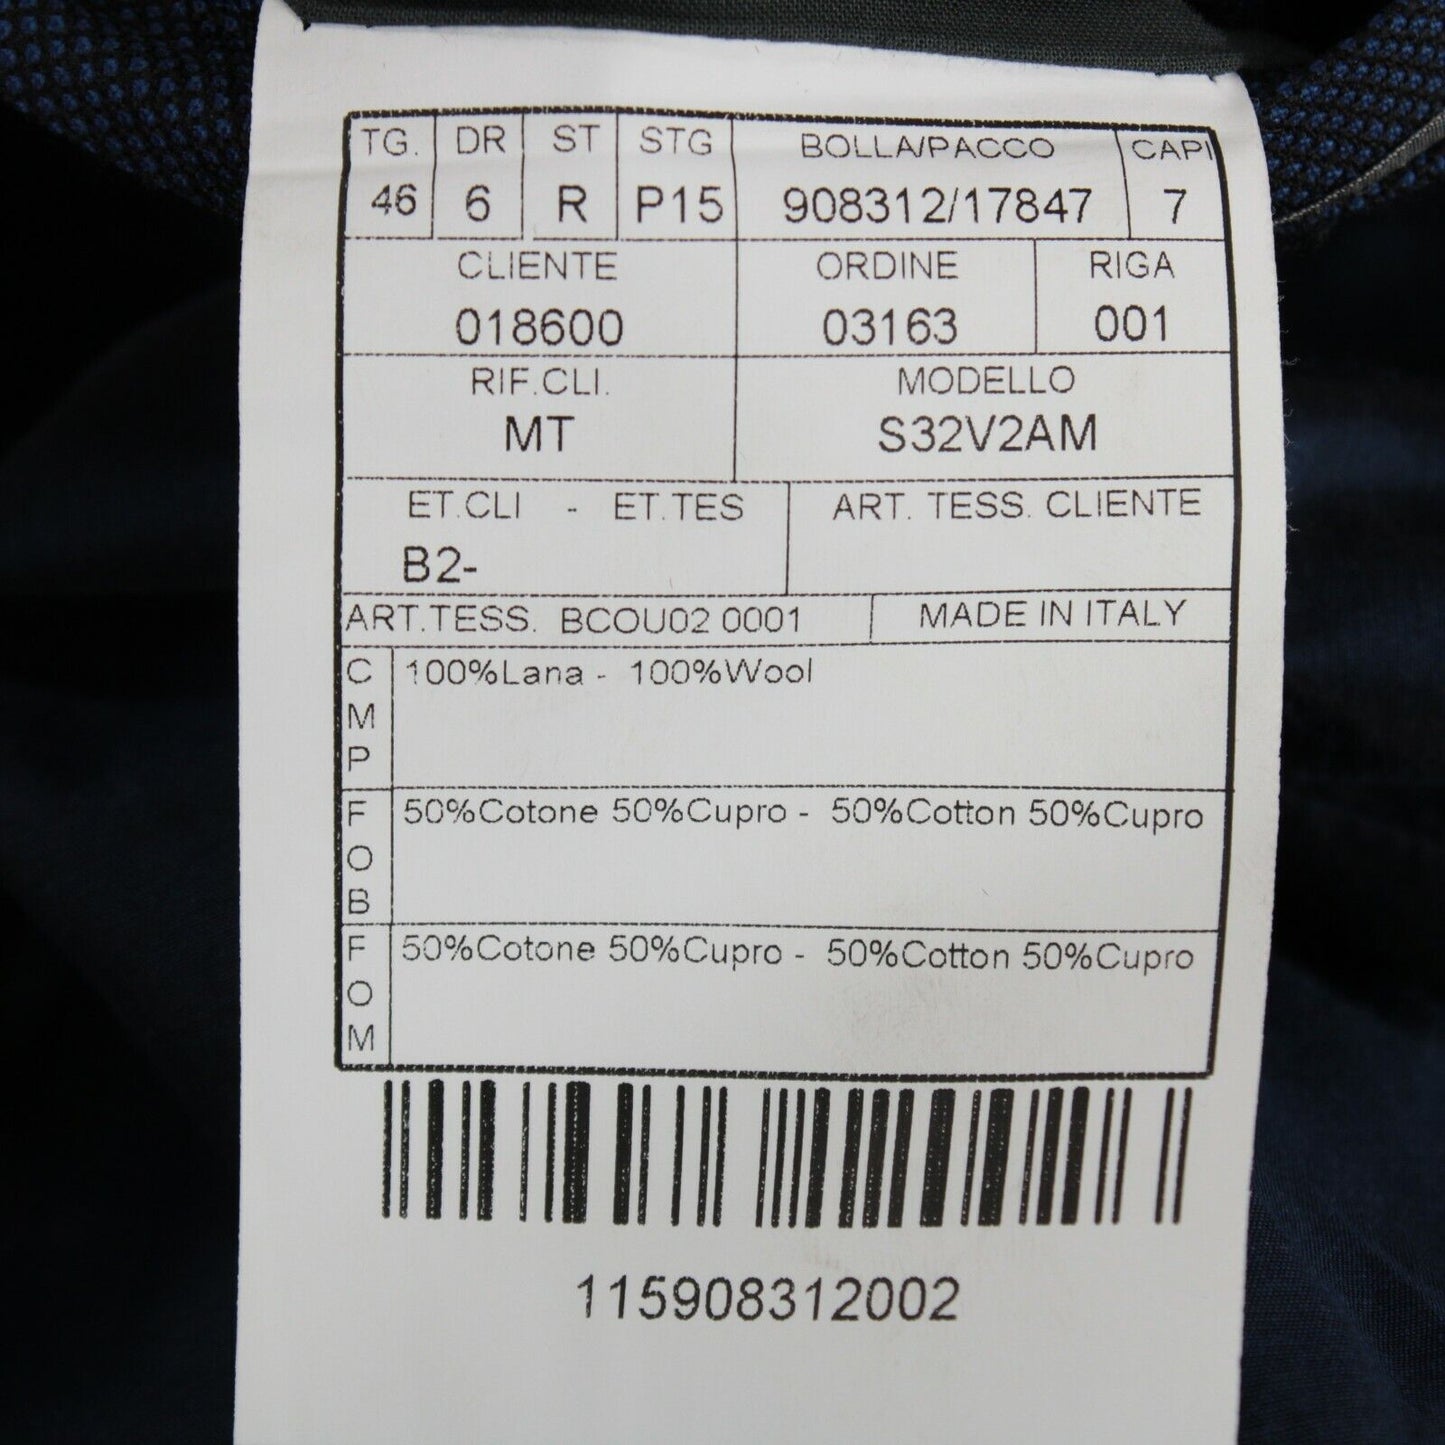 TG. DR ST STG BOLLA/PACCO CAPI
46 6 R P15 908312/17847 7
CLIENTE ORDINE RIGA
018600 03163 001
RIF.CLI. MODELLO
MT S32V2AM
ET.CLI - ET.TES ART. TESS. CLIENTE
B2-
ART.TESS. BCOU02 0001 MADE IN ITALY
CMP 100%Lana - 100%Wool
FOB 50%Cotone 50%Cupro - 50%Cotton 50%Cupro
FOM 50%Cotone 50%Cupro - 50%Cotton 50%Cupro
115908312002